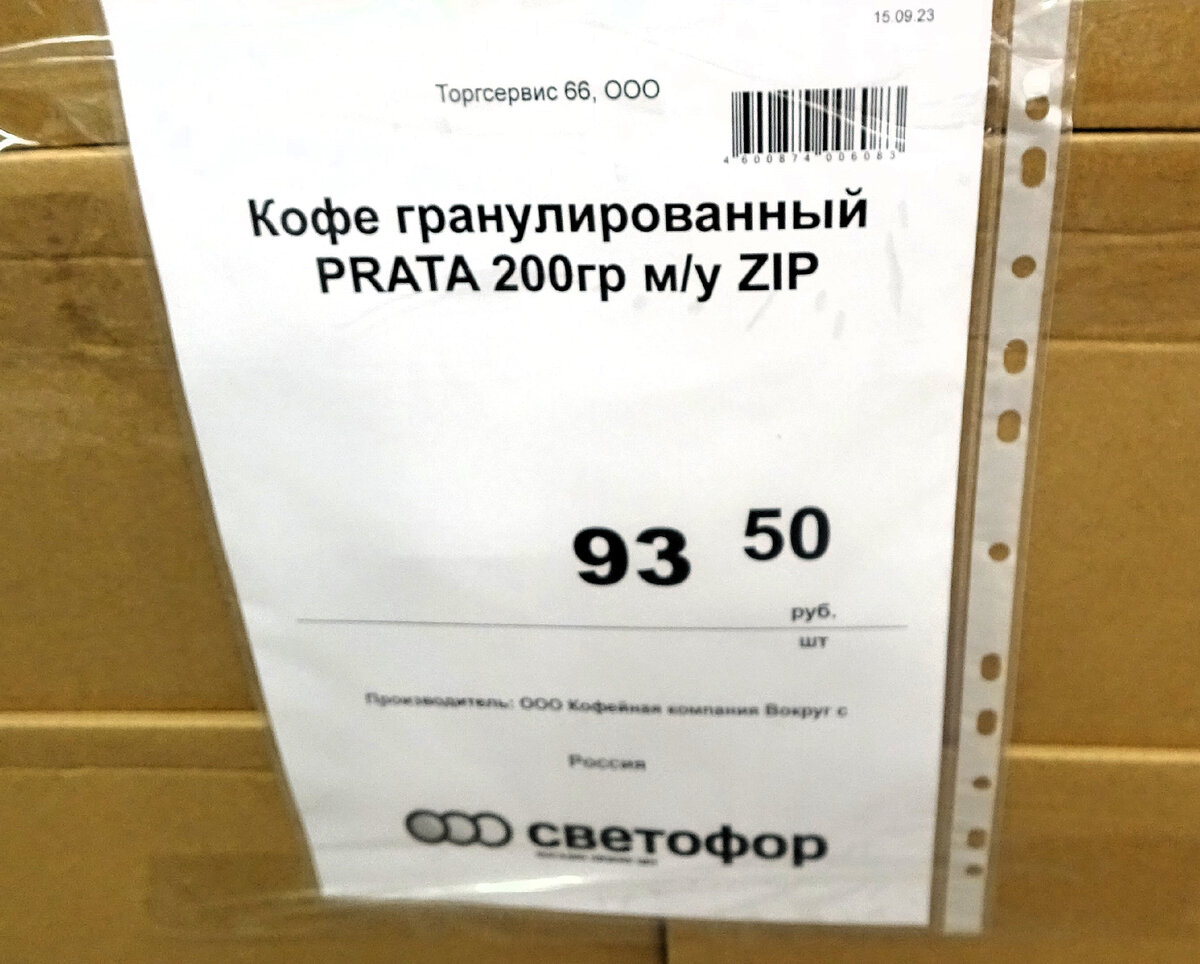 15.09.23
Торгсервис 66, ООО
4600874006083
Кофе гранулированный
PRATA 200гр м/у ZIP
93 50
руб.
шт
Производитель: ООО Кофейная компания Вокруг с
Россия
светофор